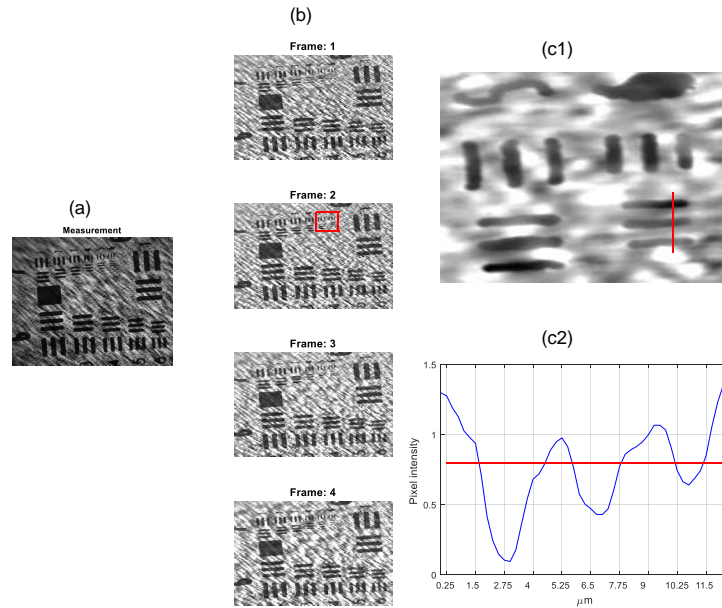 (a)
Measurement
(b)
Frame: 1
Frame: 2
Frame: 3
Frame: 4
(c1)
(c2)
1.5
1
0.5
0
Pixel intensity
0.25 1.5 2.75 4 5.25 6.5 7.75 9 10.25 11.5
μm